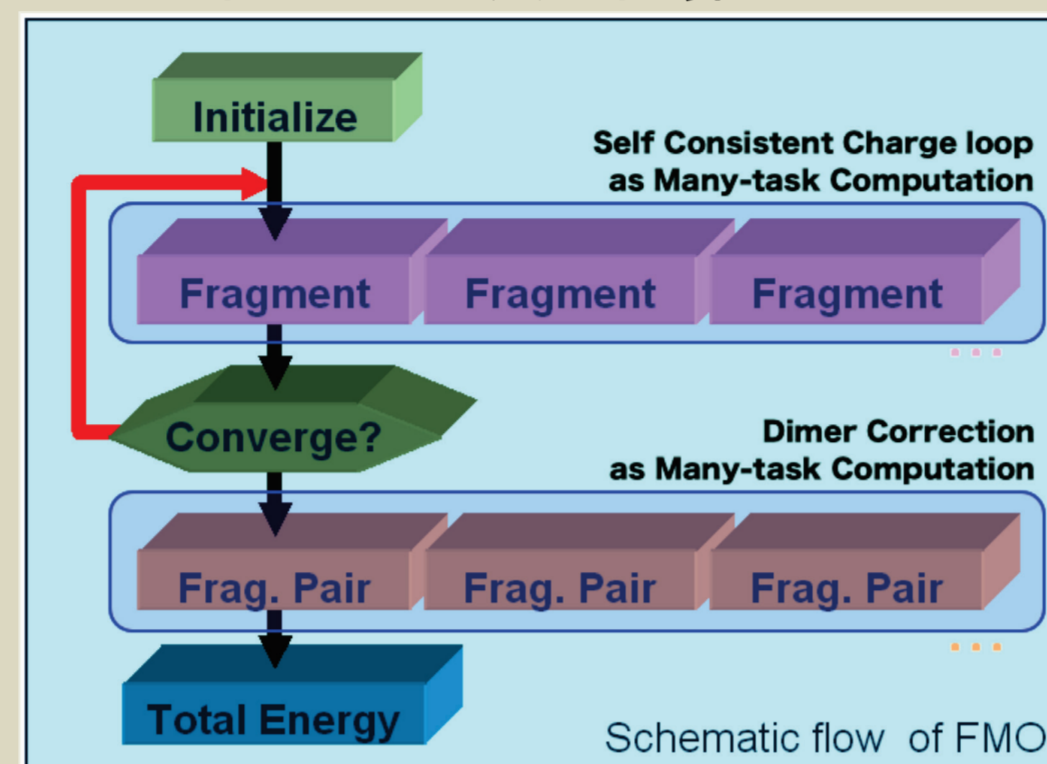 Initialize
Self Consistent Charge loop
as Many-task Computation
Fragment Fragment Fragment
...
Converge?
Dimer Correction
as Many-task Computation
Frag. Pair Frag. Pair Frag. Pair
...
Total Energy
Schematic flow of FMO